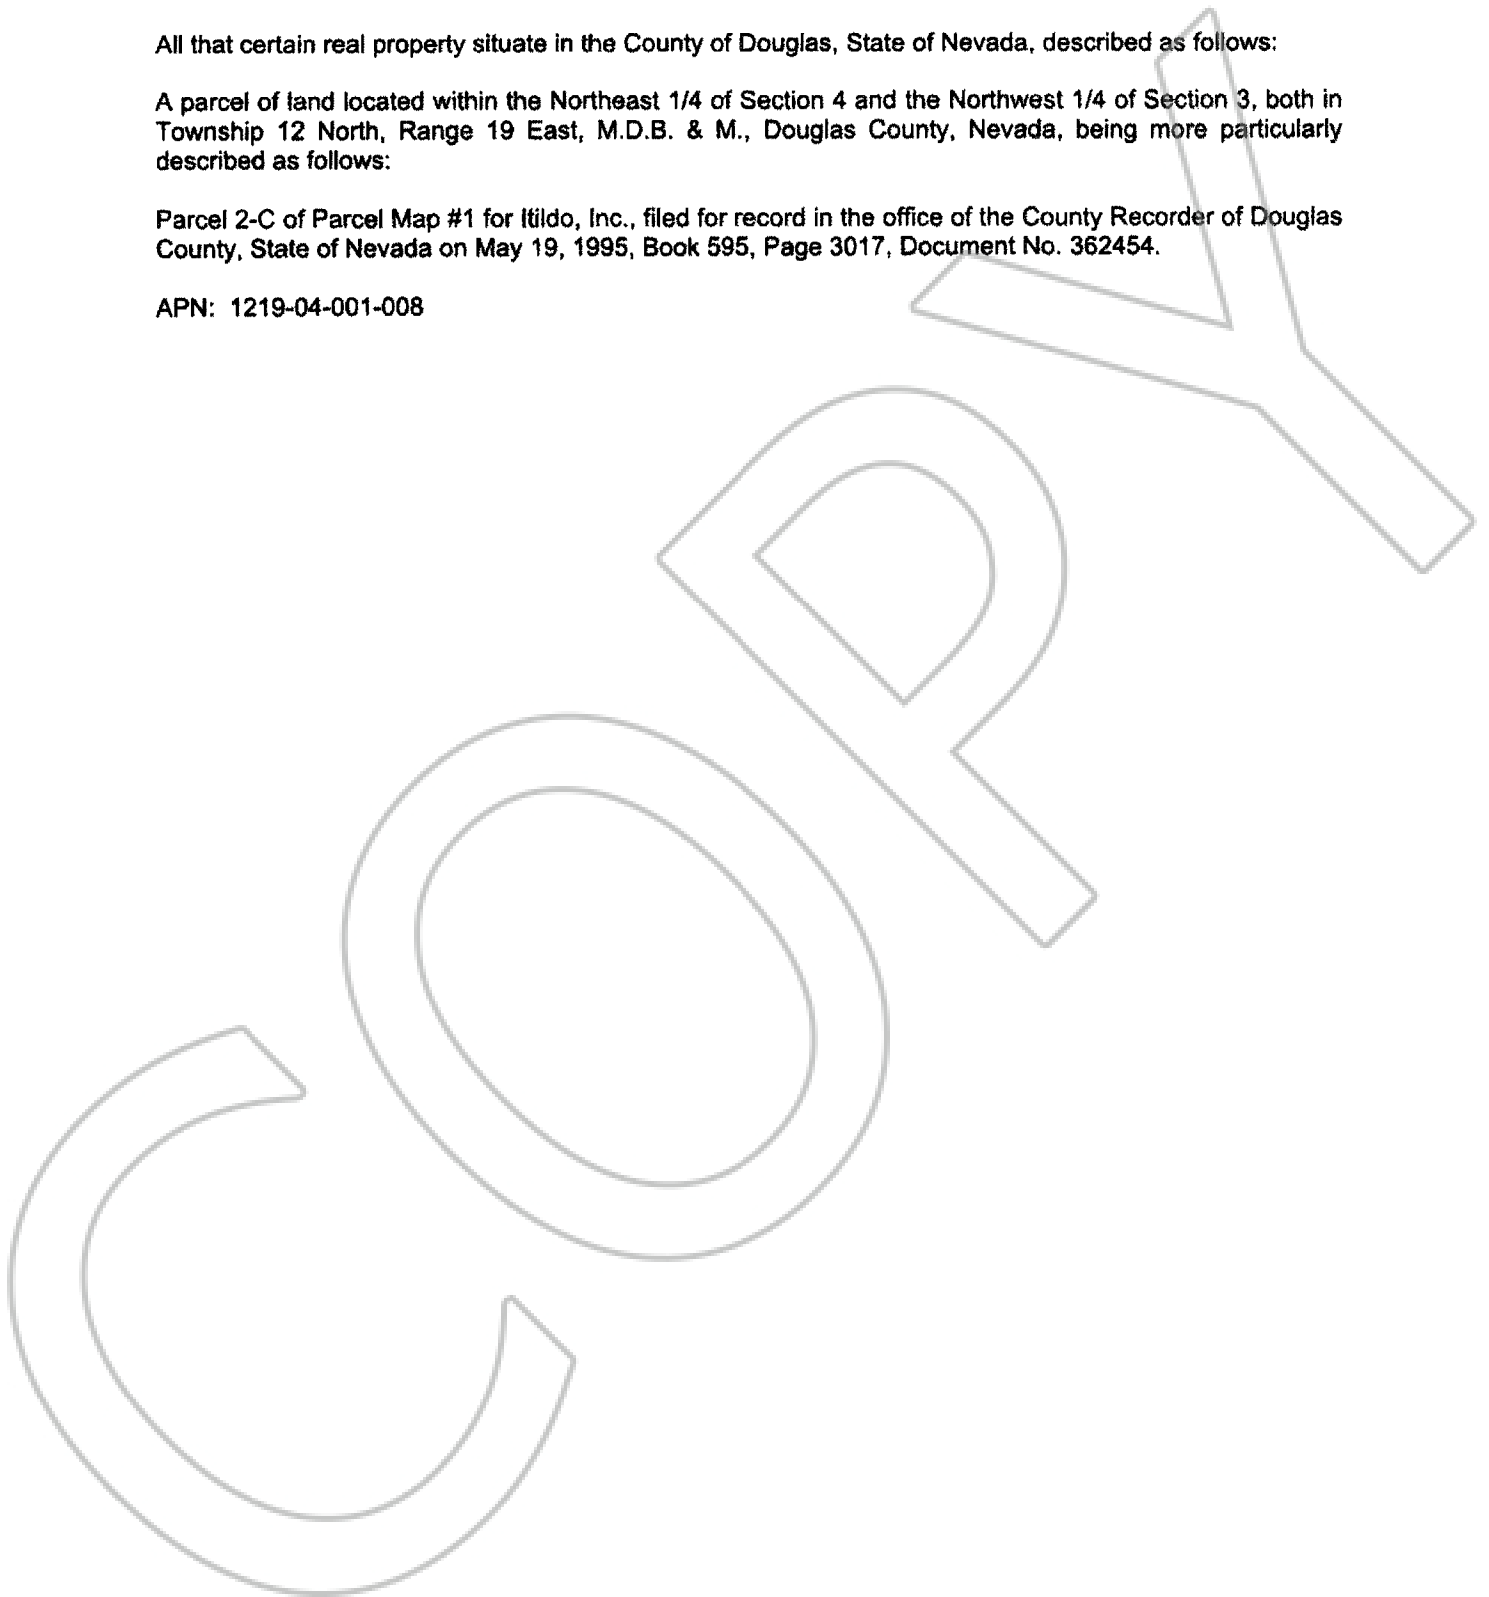 All that certain real property situate in the County of Douglas, State of Nevada, described as follows:
A parcel of land located within the Northeast 1/4 of Section 4 and the Northwest 1/4 of Section 3, both in
Township 12 North, Range 19 East, M.D.B. & M., Douglas County, Nevada, being more particularly
described as follows:
Parcel 2-C of Parcel Map #1 for Itildo, Inc., filed for record in the office of the County Recorder of Douglas
County, State of Nevada on May 19, 1995, Book 595, Page 3017, Document No. 362454.
APN: 1219-04-001-008
COPY